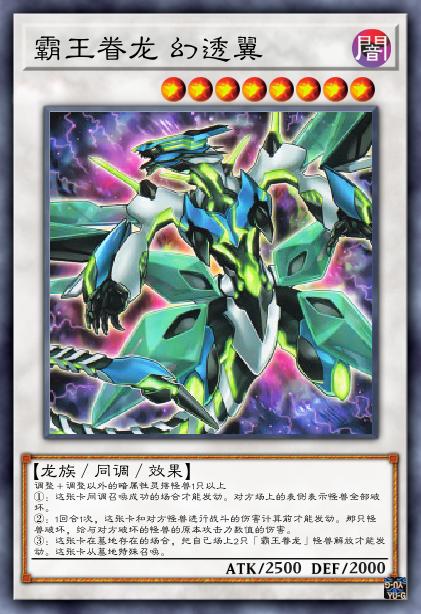 霸王眷龙 幻透翼
闇
【龙族／同调／效果】
调整＋调整以外的暗属性灵摆怪兽1只以上
①：这张卡同调召唤成功的场合才能发动。对方场上的表侧表示怪兽全部破
坏。
②：1回合1次，这张卡和对方怪兽进行战斗的伤害计算前才能发动。那只怪
兽破坏，给与对方破坏的怪兽的原本攻击力数值的伤害。
③：这张卡在墓地存在的场合，把自己场上2只「霸王眷龙」怪兽解放才能发
动。这张卡从墓地特殊召唤。
ATK/2500 DEF/2000